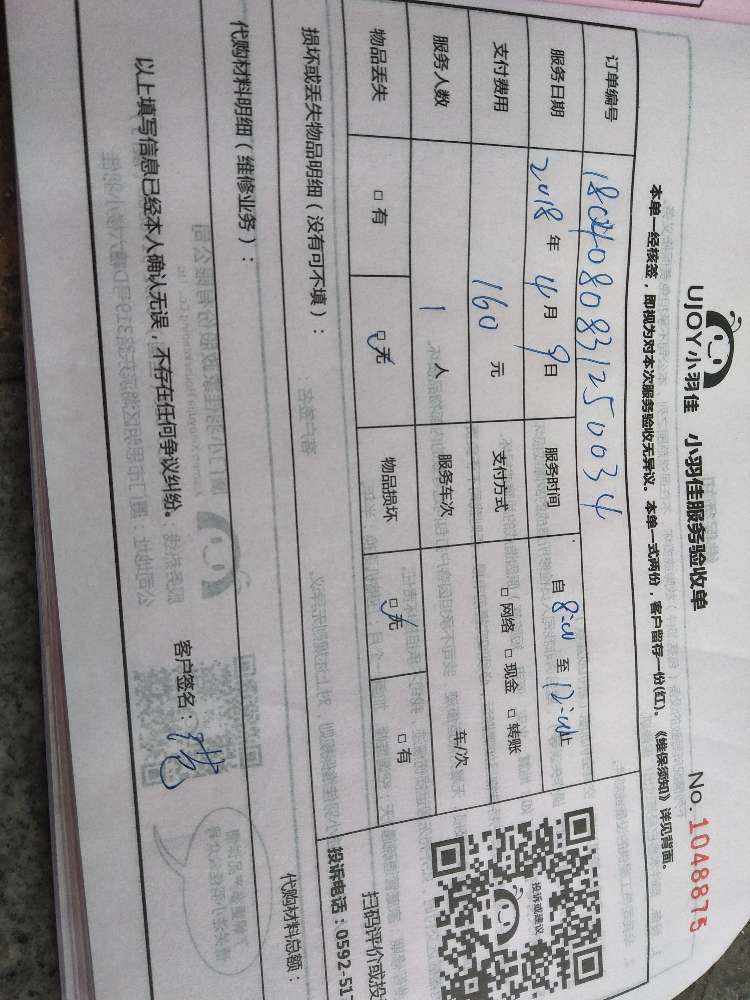 UJOY小羽佳 小羽佳服务验收单
No. 1048875
本单一经核签,即视为对本次服务验收无异议。本单一式两份,客户留存一份(红)。《维保须知》详见背面。
订单编号 1804080831250034
服务日期 2018 年 4 月 9 日 服务时间 自 8:00 至 12:00 止
支付费用 160 元 支付方式 □ 网络 □ 现金 □ 转账
服务人数 1 人 服务车次 车/次
物品丢失 □ 有 ☑ 无 物品损坏 ☑ 无 □ 有
损坏或丢失物品明细(没有可不填):
代购材料明细(维修业务): 代购材料总额:
以上填写信息已经本人确认无误,不存在任何争议纠纷。
客户签名:
投诉或建议
扫码评价或投
投诉电话:0592-51